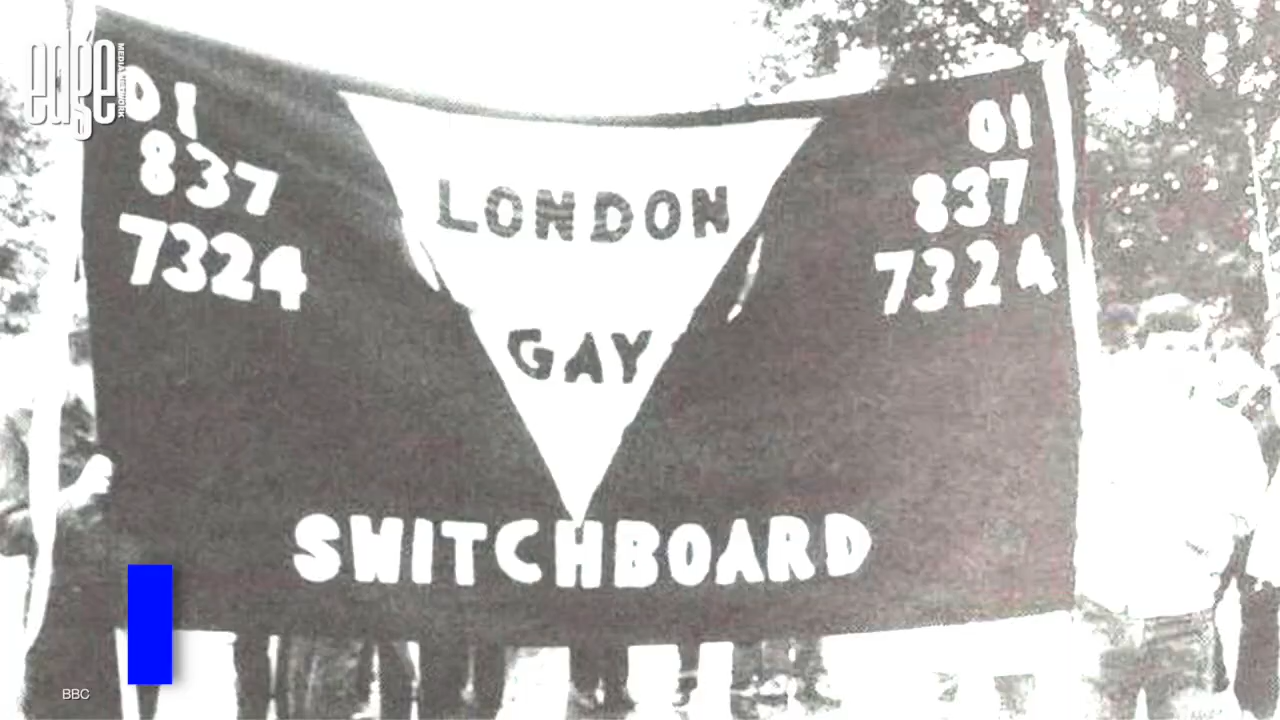 edge
MEDIA NETWORK
01
837
7324
LONDON
GAY
SWITCHBOARD
01
837
7324
BBC